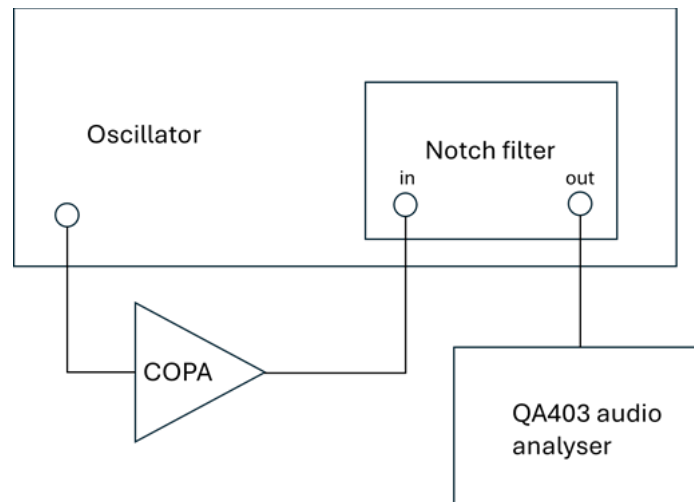 Oscillator
Notch filter
in
out
COPA
QA403 audio
analyser